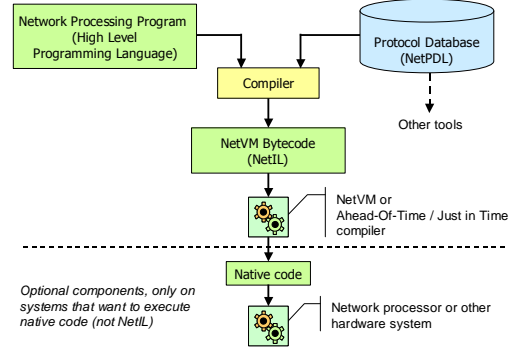 Network Processing Program
(High Level
Programming Language)
Protocol Database
(NetPDL)
Compiler
Other tools
NetVM Bytecode
(NetIL)
NetVM or
Ahead-Of-Time / Just in Time
compiler
Native code
Optional components, only on
systems that want to execute
native code (not NetIL)
Network processor or other
hardware system